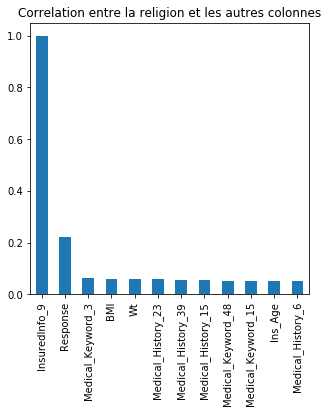 Correlation entre la religion et les autres colonnes
1.0
0.8
0.6
0.4
0.2
0.0
InsuredInfo_9
Response
Medical_Keyword_3
BMI
Wt
Medical_History_23
Medical_History_39
Medical_History_15
Medical_Keyword_48
Medical_Keyword_15
Ins_Age
Medical_History_6